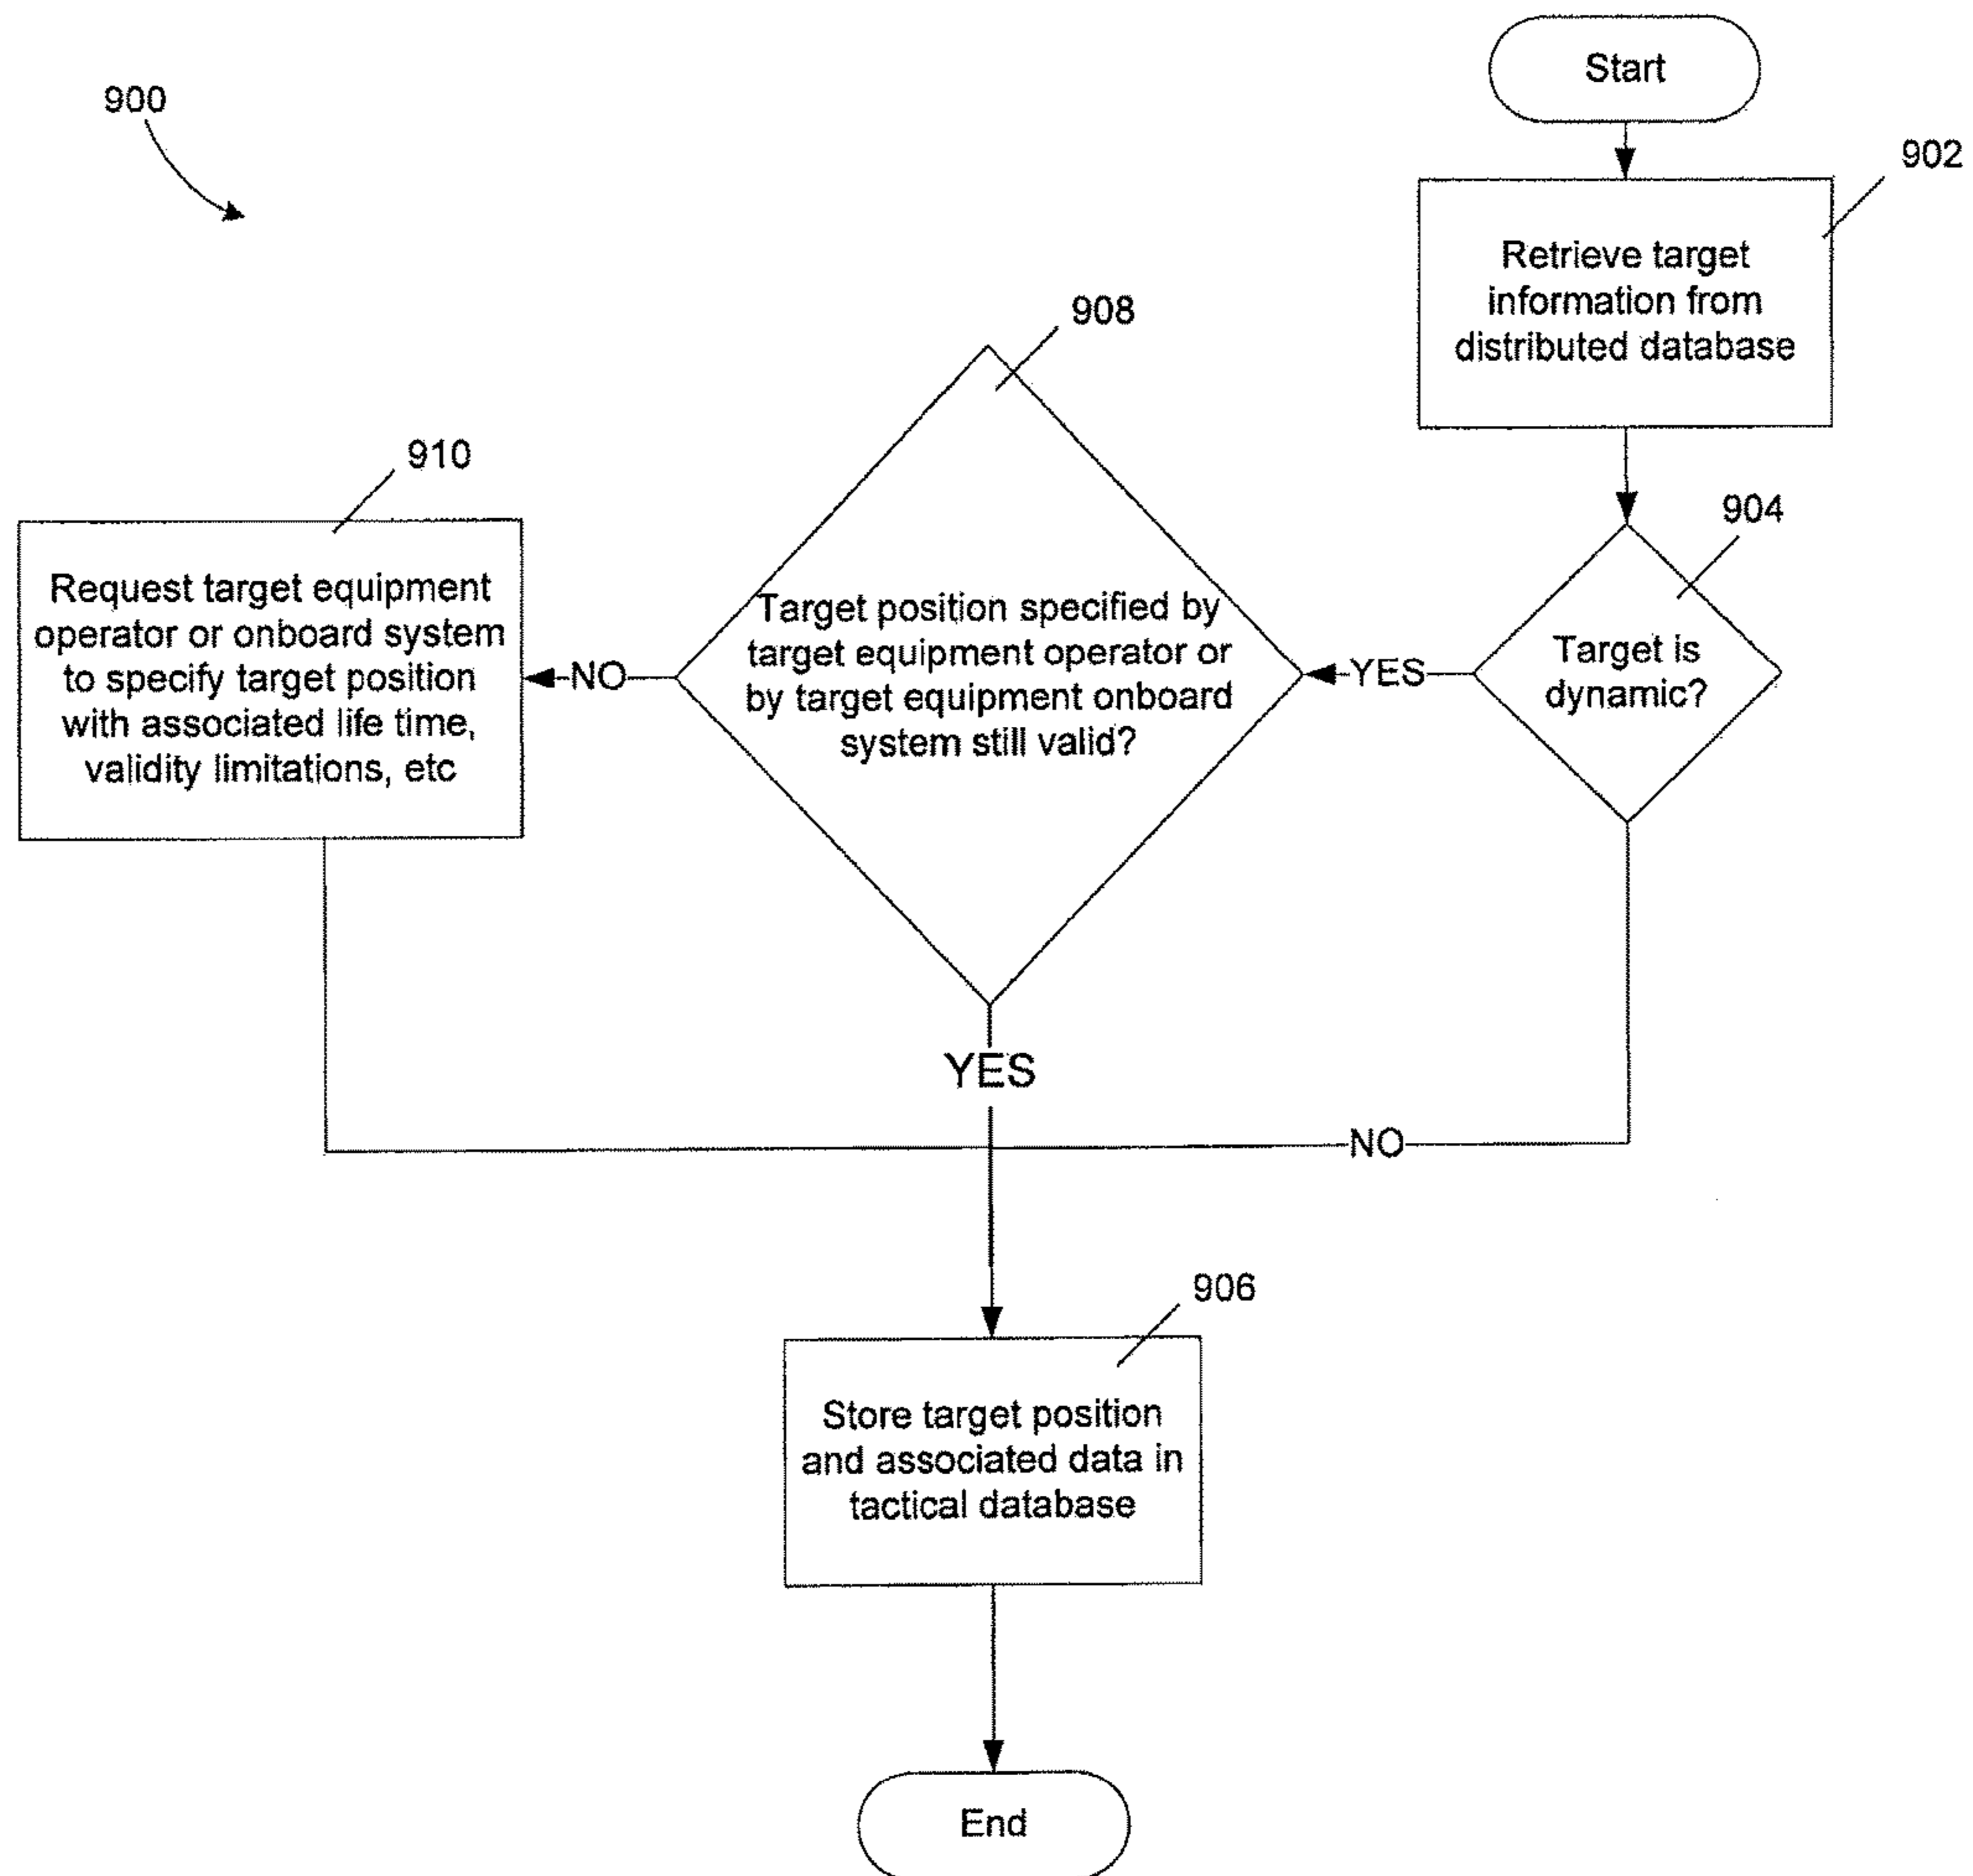 Start
900
902
Retrieve target
information from
distributed database
908
904
Target is
dynamic?
YES
910
Target position specified by
target equipment operator or
by target equipment onboard
system still valid?
NO
Request target equipment
operator or onboard system
to specify target position
with associated life time,
validity limitations, etc
YES
NO
906
Store target position
and associated data in
tactical database
End